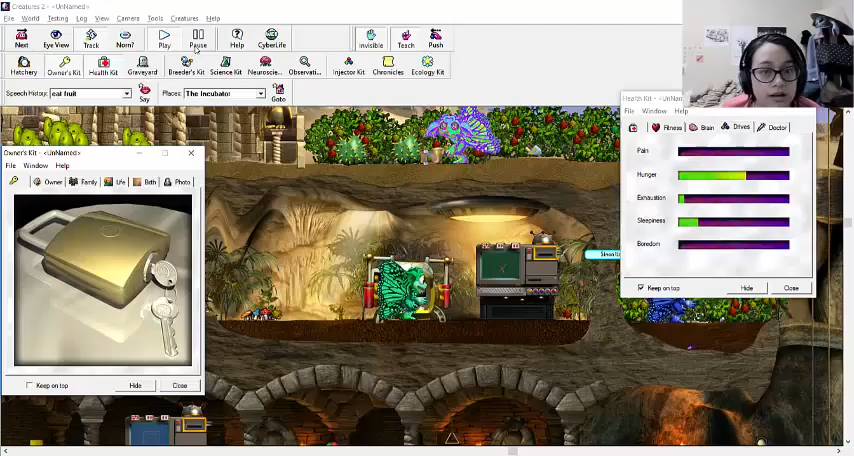 Creatures 2 - <UnNamed>
File World Testing Log View Camera Tools Creatures Help
Next Eye View Track Norn? Play Pause Help CyberLife Invisible Teach Push
Hatchery Owner's Kit Health Kit Graveyard Breeder's Kit Science Kit Neuroscie... Observati... Injector Kit Chronicles Ecology Kit
Speech History: eat fruit Say Places: The Incubator Goto
Health Kit - <UnNamed>
File Window Help
Fitness Brain Drives Doctor
Pain
Hunger
Exhaustion
Sleepiness
Boredom
Keep on top Hide Close
Owner's Kit - <UnNamed>
File Window Help
Owner Family Life Birth Photo
Keep on top Hide Close